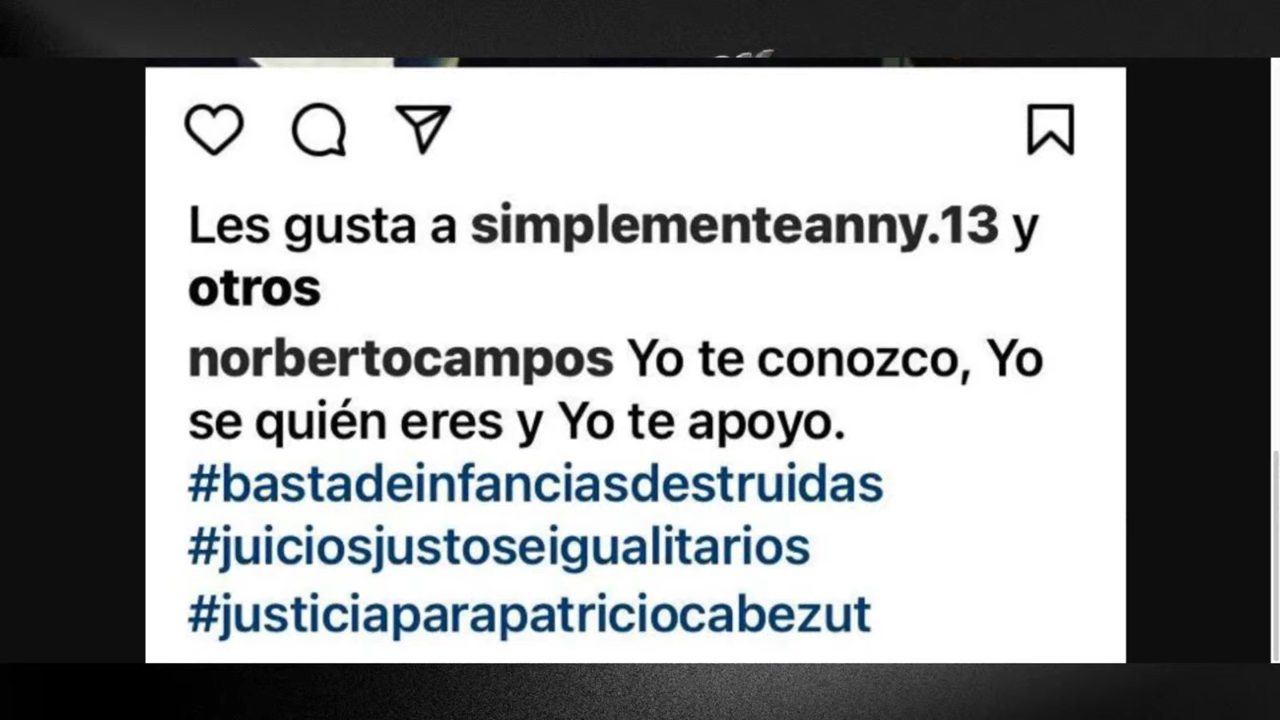 Les gusta a simplementeanny.13 y
otros
norbertocampos Yo te conozco, Yo
se quién eres y Yo te apoyo.
#bastadeinfanciasdestruidas
#juiciosjustoseigualitarios
#justiciaparapatriciocabezut